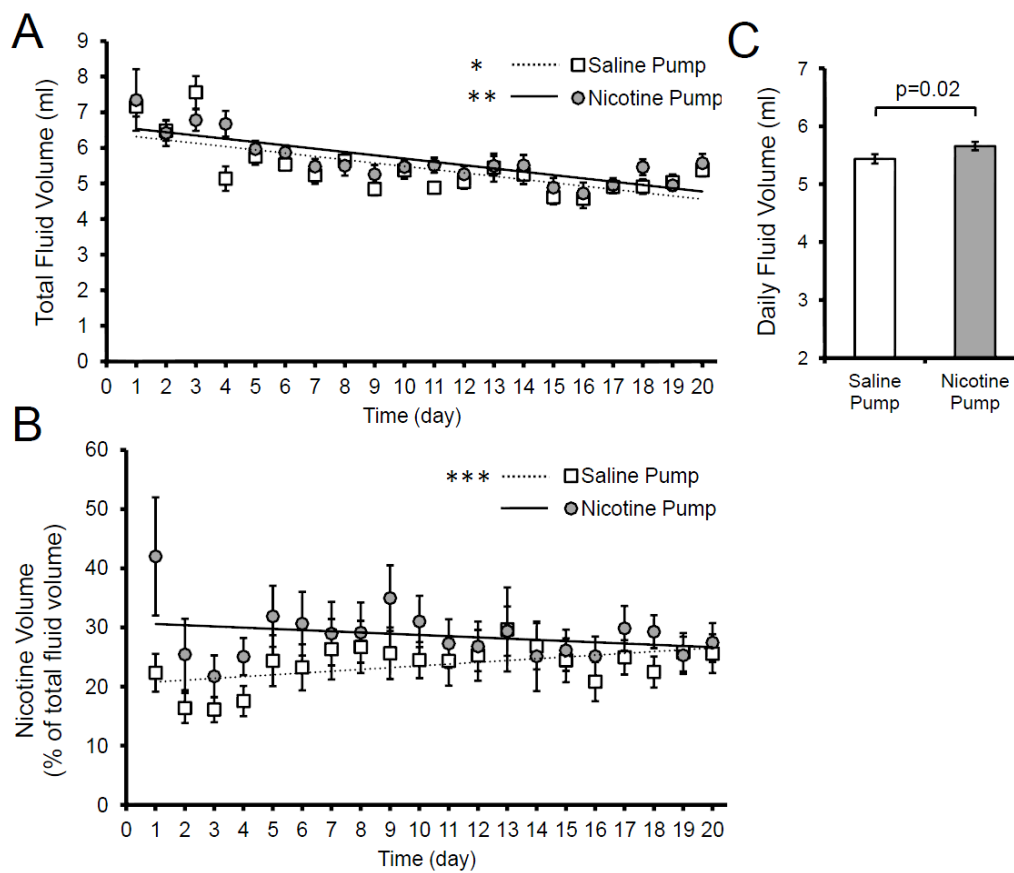 A
9
8
7
6
5
4
3
2
1
0
Total Fluid Volume (ml)
* Saline Pump
** Nicotine Pump
0 1 2 3 4 5 6 7 8 9 10 11 12 13 14 15 16 17 18 19 20
Time (day)
C
7
6
5
4
3
2
Daily Fluid Volume (ml)
p=0.02
Saline Nicotine
Pump Pump
B
60
50
40
30
20
10
0
Nicotine Volume
(% of total fluid volume)
*** Saline Pump
Nicotine Pump
0 1 2 3 4 5 6 7 8 9 10 11 12 13 14 15 16 17 18 19 20
Time (day)